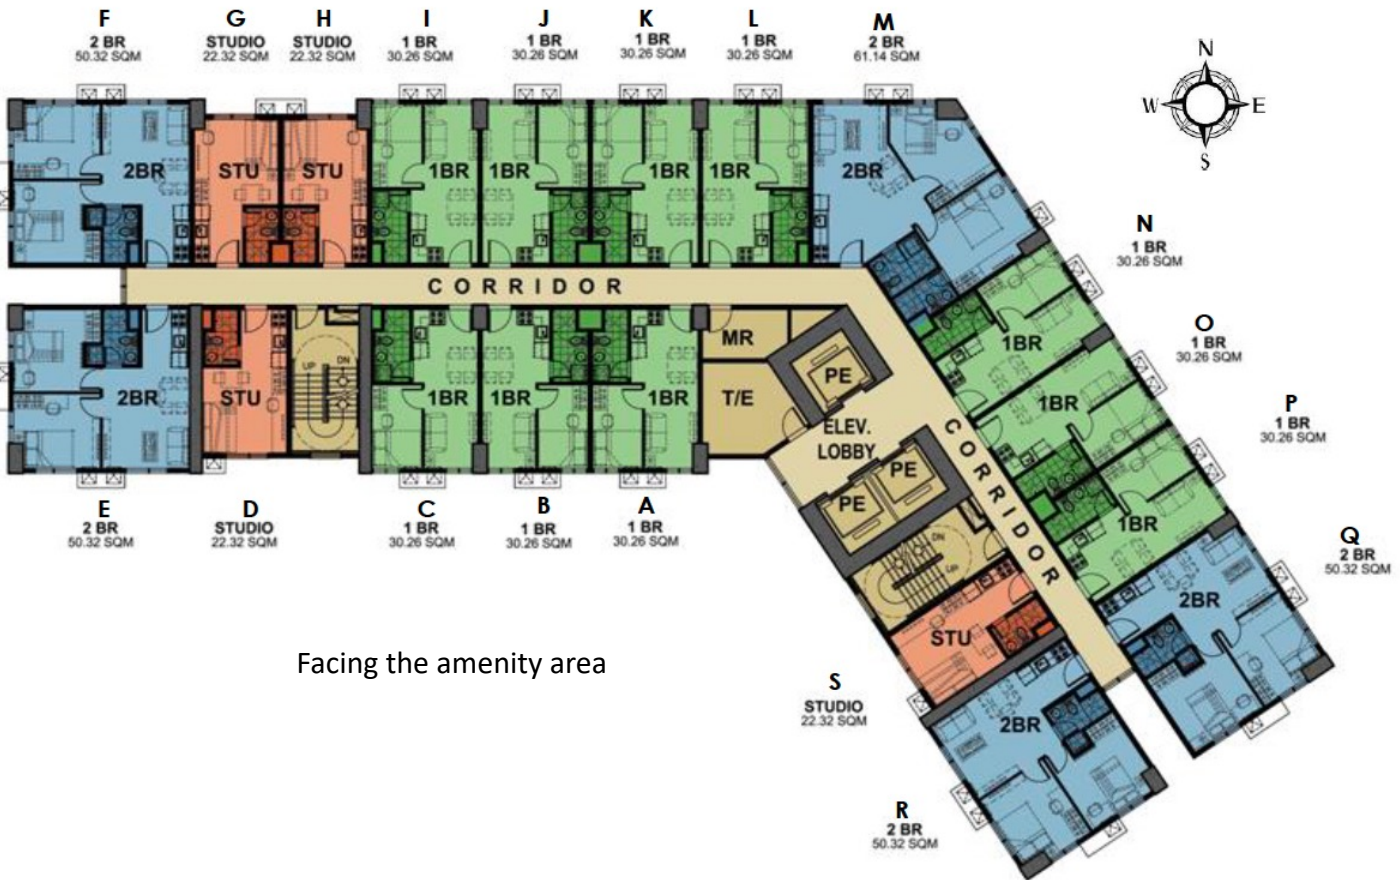 F
2 BR
50.32 SQM
G
STUDIO
22.32 SQM
H
STUDIO
22.32 SQM
I
1 BR
30.26 SQM
J
1 BR
30.26 SQM
K
1 BR
30.26 SQM
L
1 BR
30.26 SQM
M
2 BR
61.14 SQM
N
W
E
S
2BR
STU
STU
1BR
1BR
1BR
1BR
2BR
N
1 BR
30.26 SQM
CORRIDOR
O
1 BR
30.26 SQM
1BR
2BR
STU
UP
DN
1BR
1BR
1BR
MR
T/E
PE
ELEV.
LOBBY
PE
PE
CORRIDOR
1BR
P
1 BR
30.26 SQM
1BR
Q
2 BR
50.32 SQM
E
2 BR
50.32 SQM
D
STUDIO
22.32 SQM
C
1 BR
30.26 SQM
B
1 BR
30.26 SQM
A
1 BR
30.26 SQM
DN
UP
2BR
STU
Facing the amenity area
S
STUDIO
22.32 SQM
2BR
R
2 BR
50.32 SQM